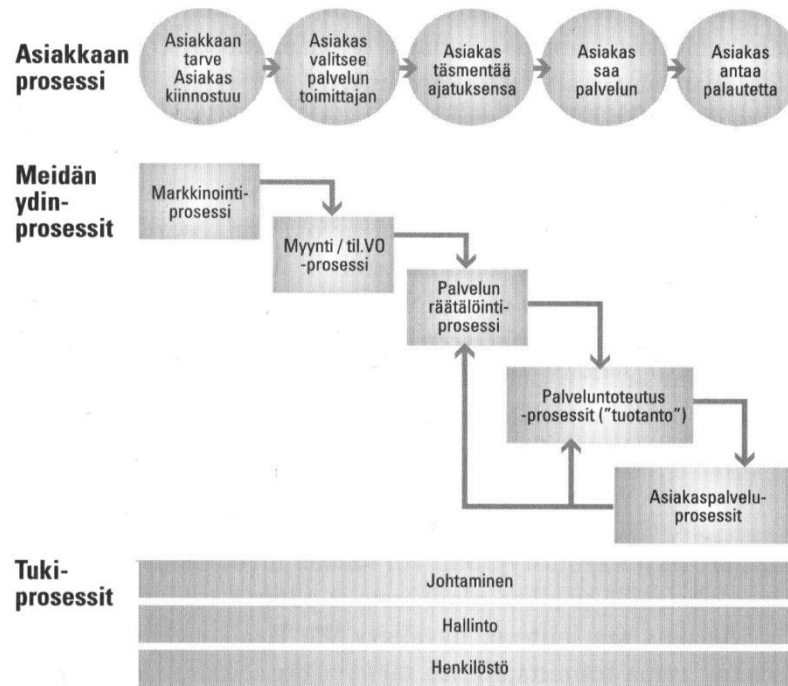 Asiakkaan
prosessi
Asiakkaan
tarve
Asiakas
kiinnostuu
Asiakas
valitsee
palvelun
toimittajan
Asiakas
täsmentää
ajatuksensa
Asiakas
saa
palvelun
Asiakas
antaa
palautetta
Meidän
ydin-
prosessit
Markkinointi-
prosessi
Myynti / til.VO
-prosessi
Palvelun
räätälöinti-
prosessi
Palveluntoteutus
-prosessit ("tuotanto")
Asiakaspalvelu-
prosessit
Tuki-
prosessit
Johtaminen
Hallinto
Henkilöstö